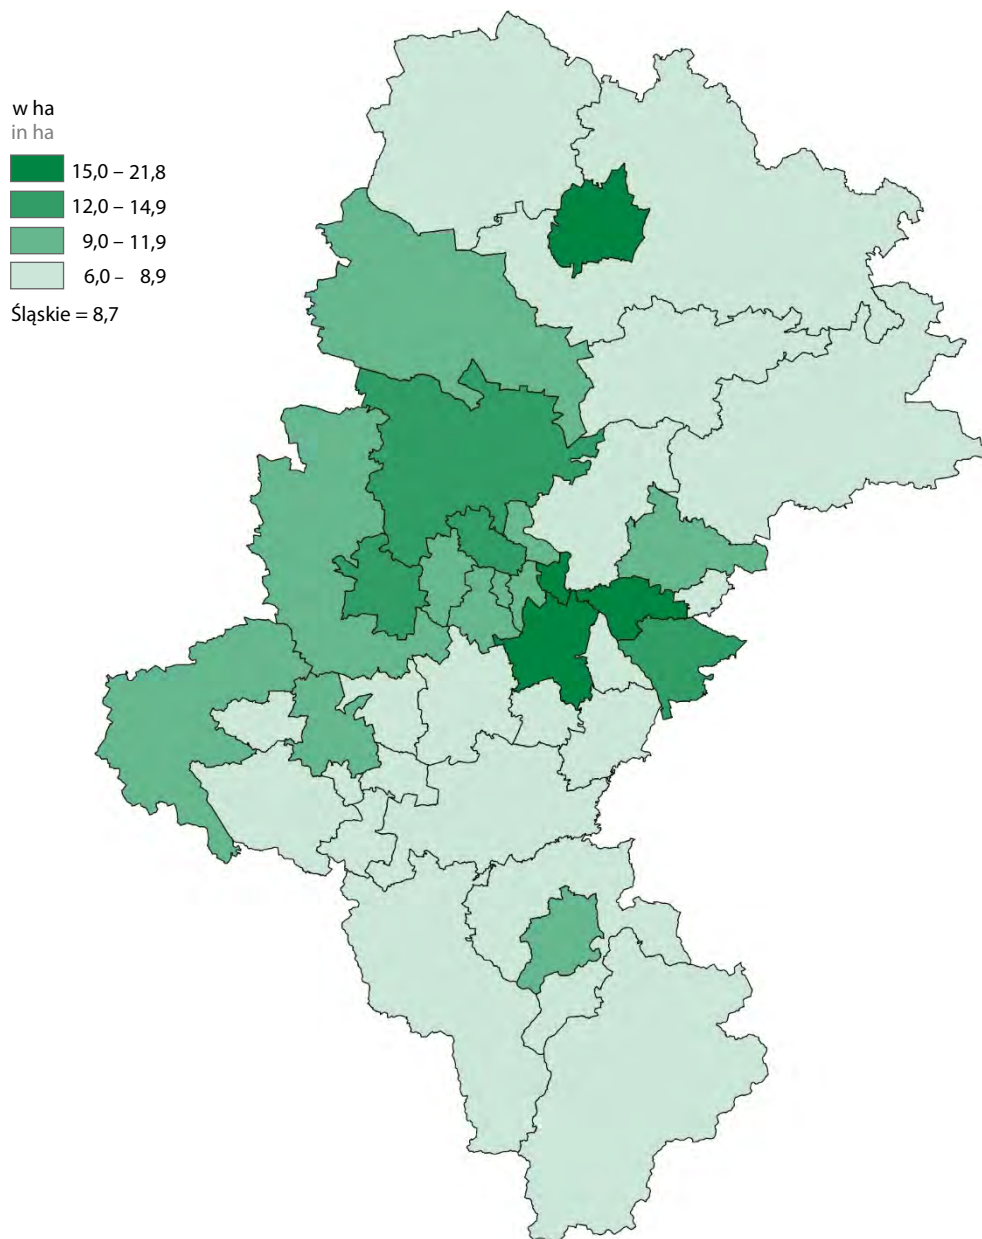 w ha
in ha
15,0 – 21,8
12,0 – 14,9
9,0 – 11,9
6,0 – 8,9
Śląskie = 8,7